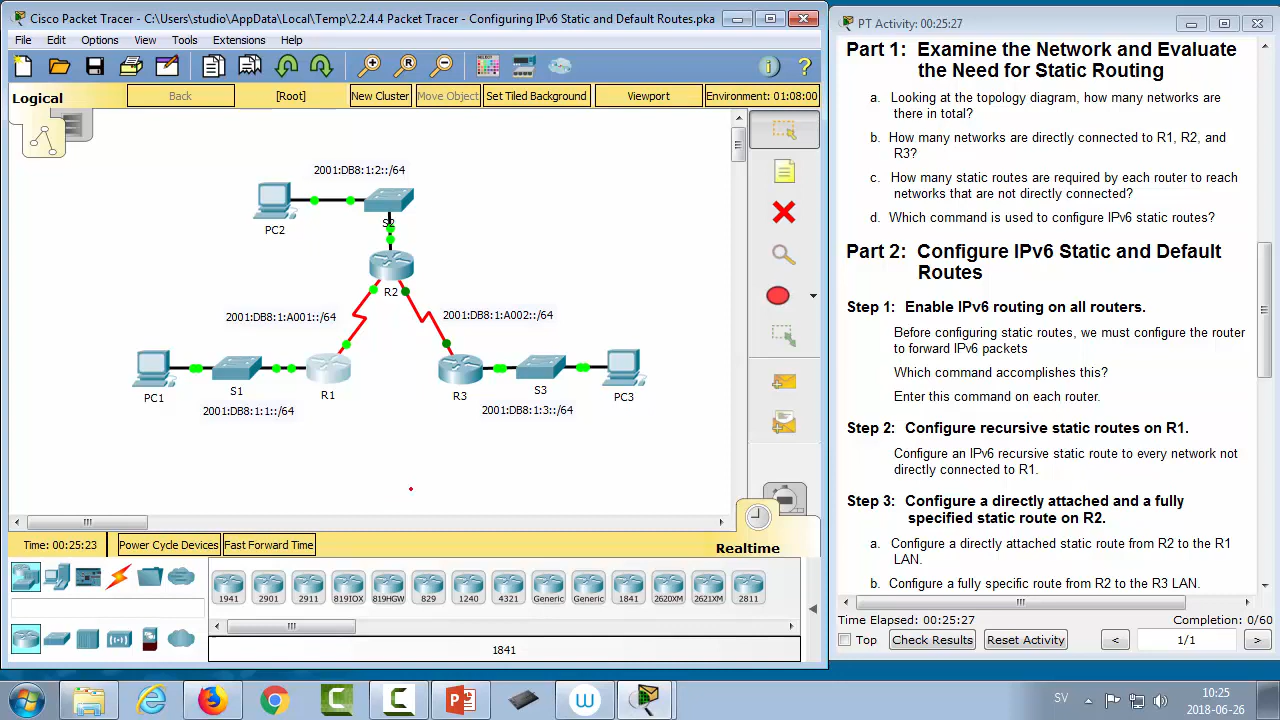 Cisco Packet Tracer - C:\Users\studio\AppData\Local\Temp\2.2.4.4 Packet Tracer - Configuring IPv6 Static and Default Routes.pka
File Edit Options View Tools Extensions Help
Logical
Back
[Root]
New Cluster
Move Object
Set Tiled Background
Viewport
Environment: 01:08:00
2001:DB8:1:2::/64
S2
PC2
R2
2001:DB8:1:A001::/64
2001:DB8:1:A002::/64
PC1
S1
R1
R3
S3
PC3
2001:DB8:1:1::/64
2001:DB8:1:3::/64
Time: 00:25:23
Power Cycle Devices
Fast Forward Time
Realtime
1941 2901 2911 819IOX 819HGW 829 1240 4321 Generic Generic 1841 2620XM 2621XM 2811
1841
PT Activity: 00:25:27
Part 1: Examine the Network and Evaluate
the Need for Static Routing
a. Looking at the topology diagram, how many networks are
there in total?
b. How many networks are directly connected to R1, R2, and
R3?
c. How many static routes are required by each router to reach
networks that are not directly connected?
d. Which command is used to configure IPv6 static routes?
Part 2: Configure IPv6 Static and Default
Routes
Step 1: Enable IPv6 routing on all routers.
Before configuring static routes, we must configure the router
to forward IPv6 packets
Which command accomplishes this?
Enter this command on each router.
Step 2: Configure recursive static routes on R1.
Configure an IPv6 recursive static route to every network not
directly connected to R1.
Step 3: Configure a directly attached and a fully
specified static route on R2.
a. Configure a directly attached static route from R2 to the R1
LAN.
b. Configure a fully specific route from R2 to the R3 LAN.
Time Elapsed: 00:25:27
Completion: 0/60
Top
Check Results
Reset Activity
<
1/1
>
SV
10:25
2018-06-26